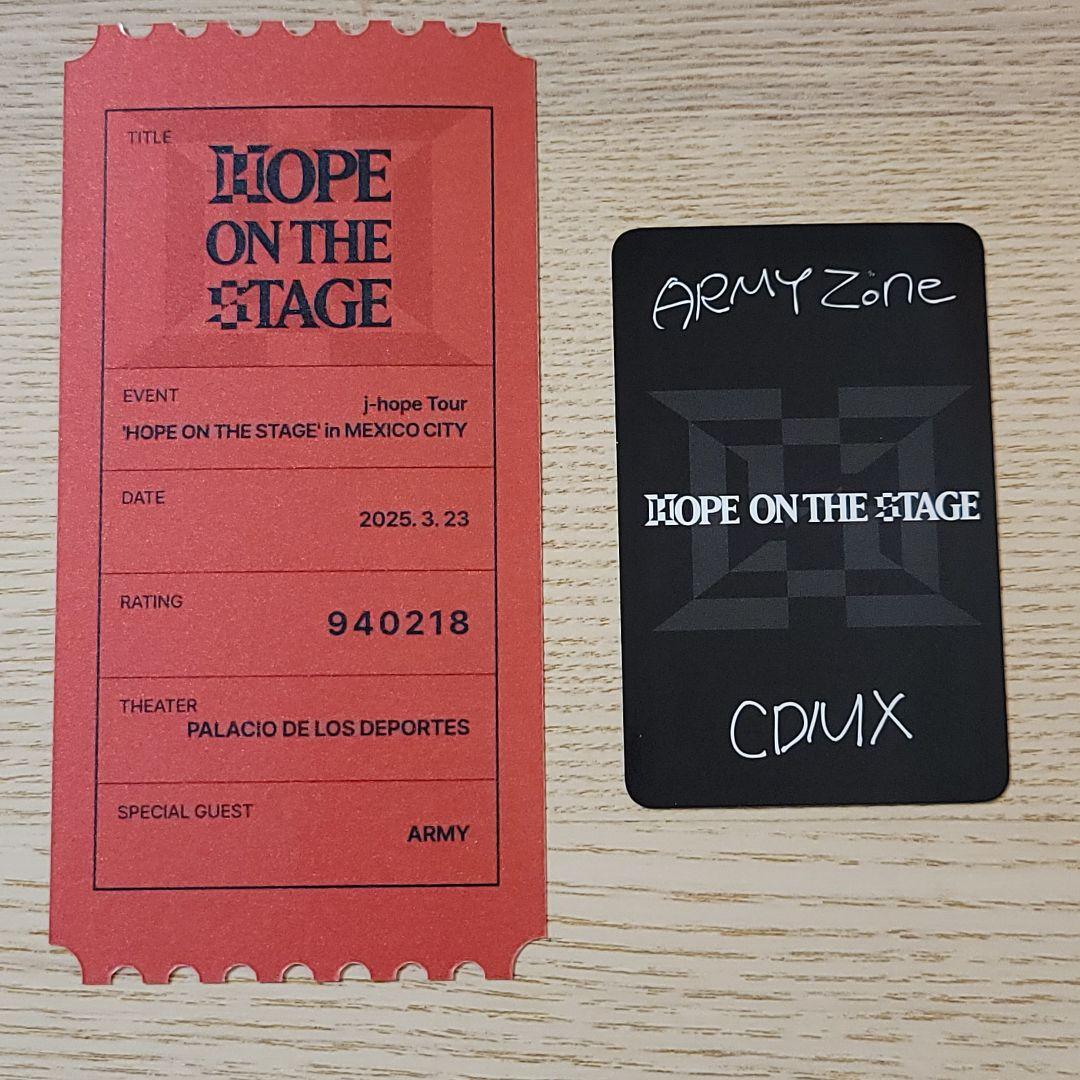 TITLE
HOPE
ON THE
STAGE
EVENT
j-hope Tour
'HOPE ON THE STAGE' in MEXICO CITY
DATE
2025. 3. 23
RATING
940218
THEATER
PALACIO DE LOS DEPORTES
SPECIAL GUEST
ARMY
ARMY Zone
HOPE ON THE STAGE
CDMX